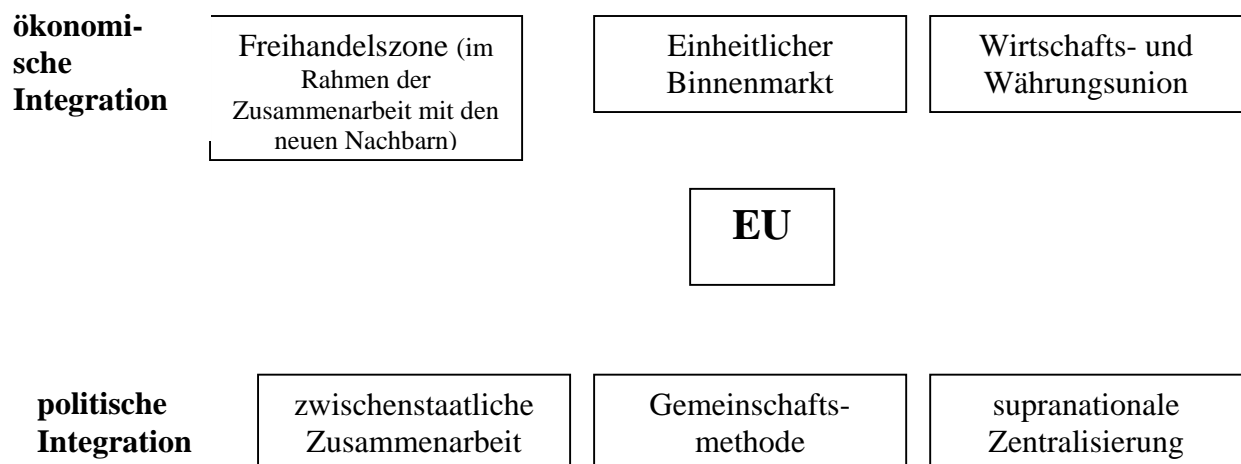 ökonomi-
sche
Integration
Freihandelszone (im
Rahmen der
Zusammenarbeit mit den
neuen Nachbarn)
Einheitlicher
Binnenmarkt
Wirtschafts- und
Währungsunion
EU
politische
Integration
zwischenstaatliche
Zusammenarbeit
Gemeinschafts-
methode
supranationale
Zentralisierung